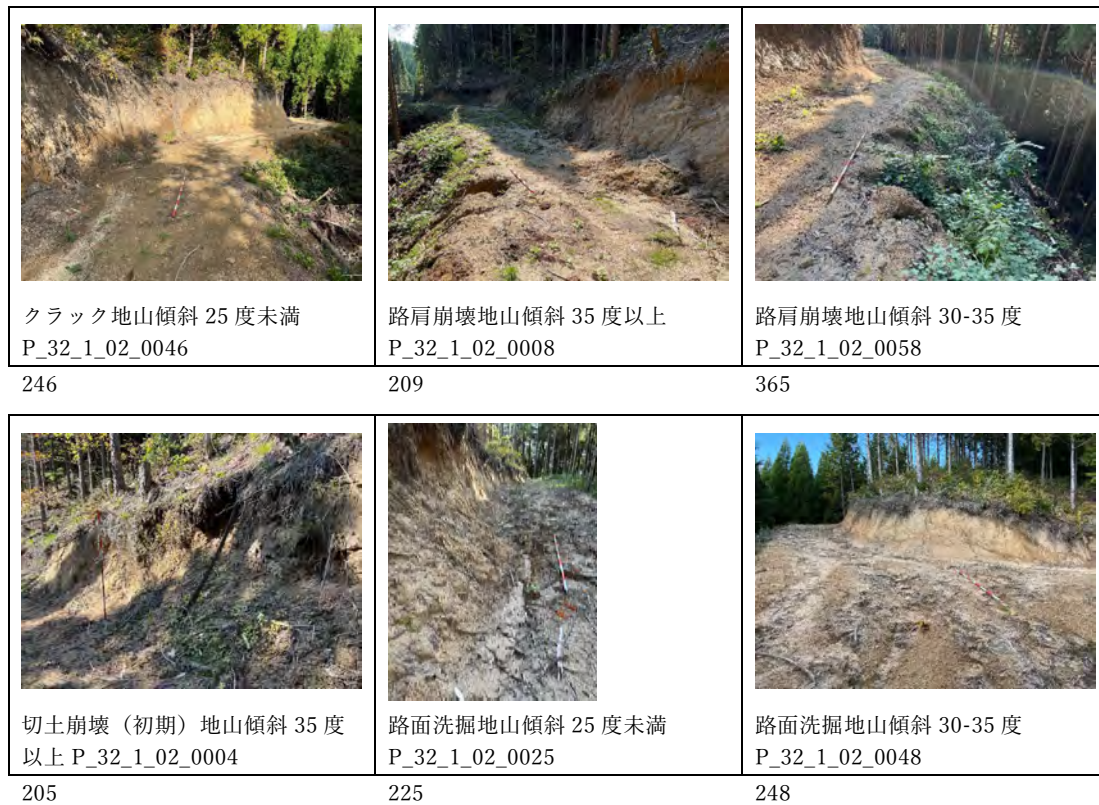 クラック地山傾斜 25 度未満
P_32_1_02_0046
路肩崩壊地山傾斜 35 度以上
P_32_1_02_0008
路肩崩壊地山傾斜 30-35 度
P_32_1_02_0058
246
209
365
切土崩壊（初期）地山傾斜 35 度
以上 P_32_1_02_0004
路面洗掘地山傾斜 25 度未満
P_32_1_02_0025
路面洗掘地山傾斜 30-35 度
P_32_1_02_0048
205
225
248